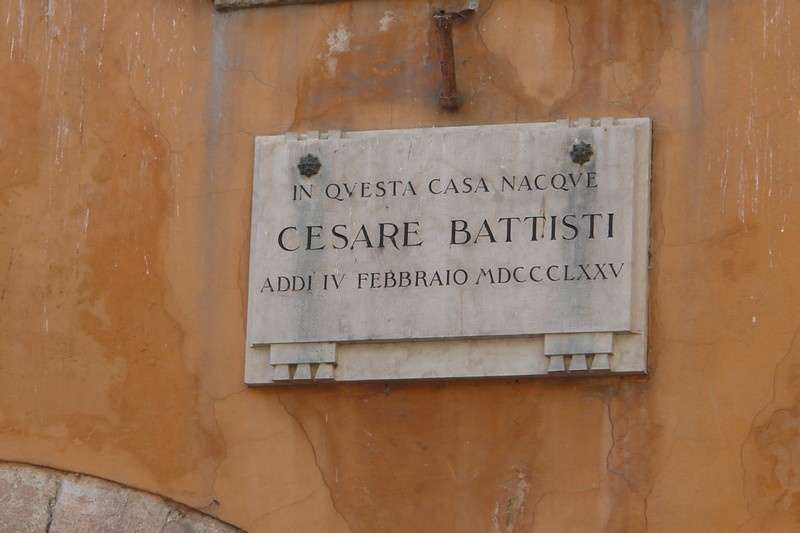 IN QVESTA CASA NACQVE
CESARE BATTISTI
ADDI IV FEBBRAIO MDCCCLXXV